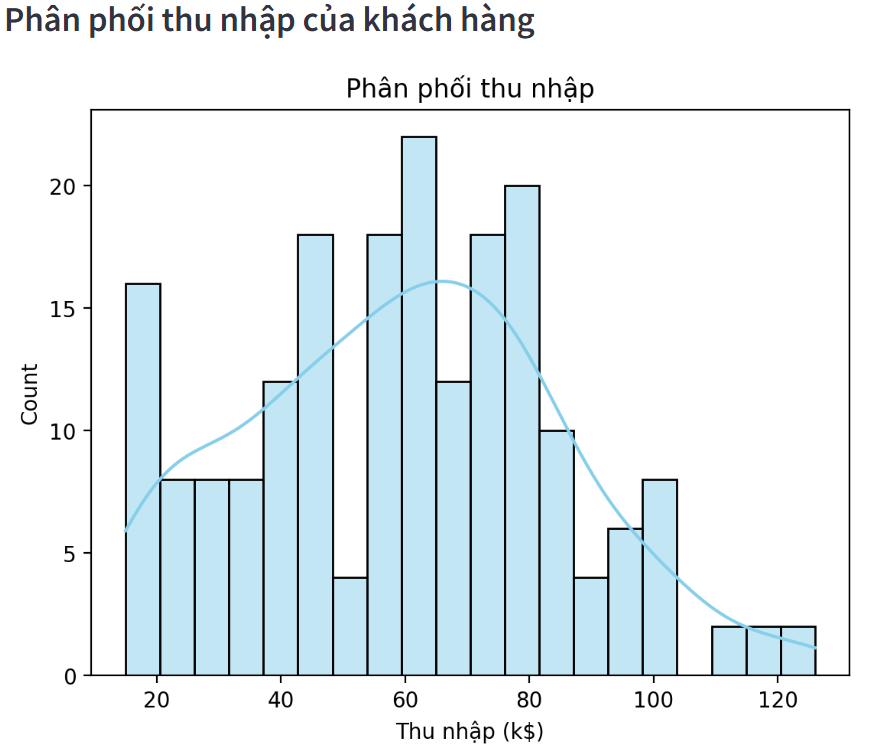 Phân phối thu nhập của khách hàng
Phân phối thu nhập
20
15
10
5
0
Count
20 40 60 80 100 120
Thu nhập (k$)